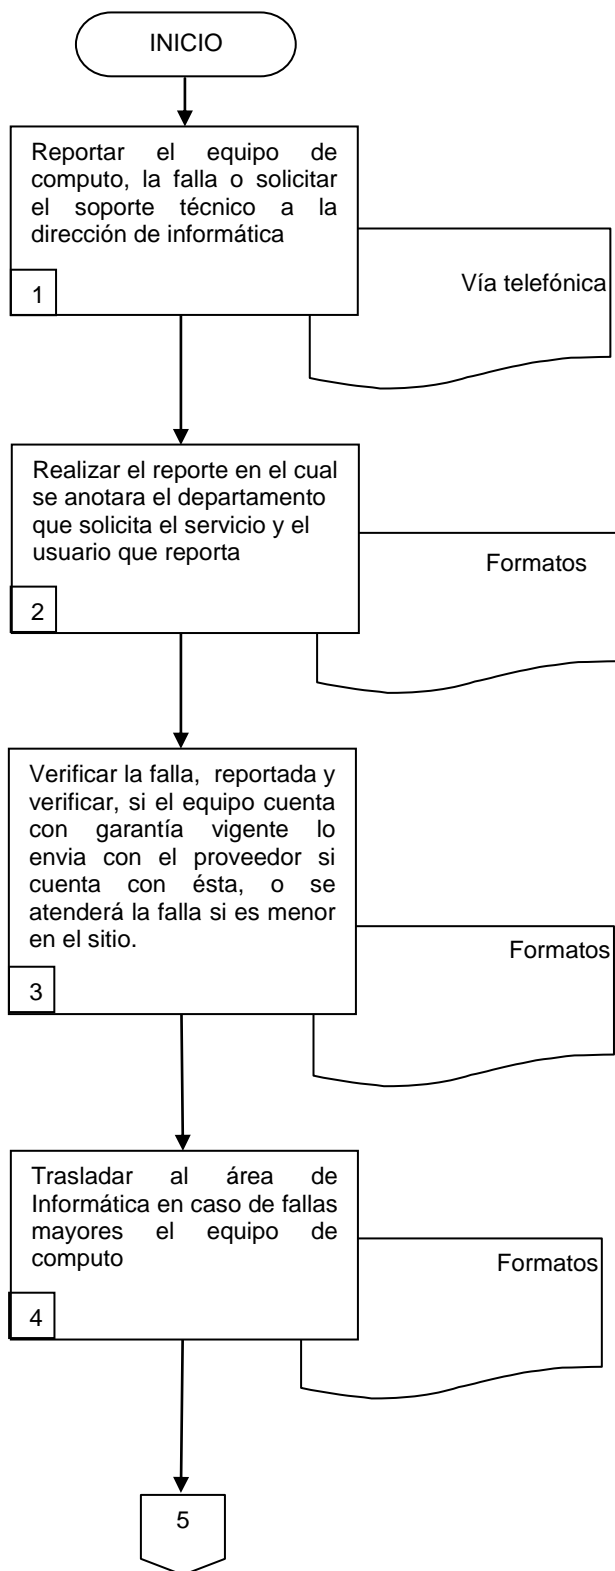 INICIO
Reportar el equipo de
computo, la falla o solicitar
el soporte técnico a la
dirección de informática
1
Vía telefónica
Realizar el reporte en el cual
se anotara el departamento
que solicita el servicio y el
usuario que reporta
2
Formatos
Verificar la falla, reportada y
verificar, si el equipo cuenta
con garantía vigente lo
envia con el proveedor si
cuenta con ésta, o se
atenderá la falla si es menor
en el sitio.
3
Formatos
Trasladar al área de
Informática en caso de fallas
mayores el equipo de
computo
4
Formatos
5